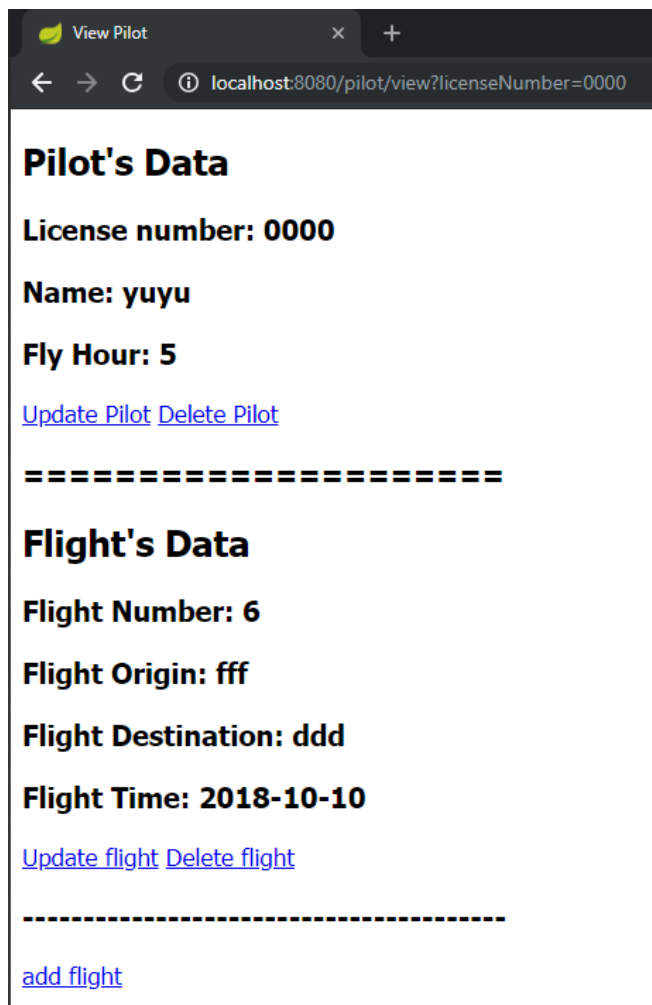 View Pilot
localhost:8080/pilot/view?licenseNumber=0000
Pilot's Data
License number: 0000
Name: yuyu
Fly Hour: 5
Update Pilot Delete Pilot
=====================
Flight's Data
Flight Number: 6
Flight Origin: fff
Flight Destination: ddd
Flight Time: 2018-10-10
Update flight Delete flight
----------------------------------------
add flight